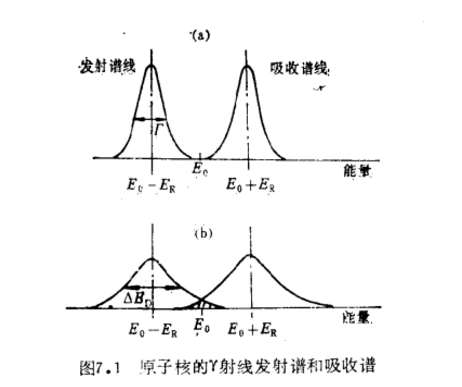 (a)
发射谱线 吸收谱线
Γ
E₀ 能量
E₀-E_R E₀+E_R
(b)
ΔB_D
E₀ 能量
E₀-E_R E₀+E_R
图7.1 原子核的γ射线发射谱和吸收谱